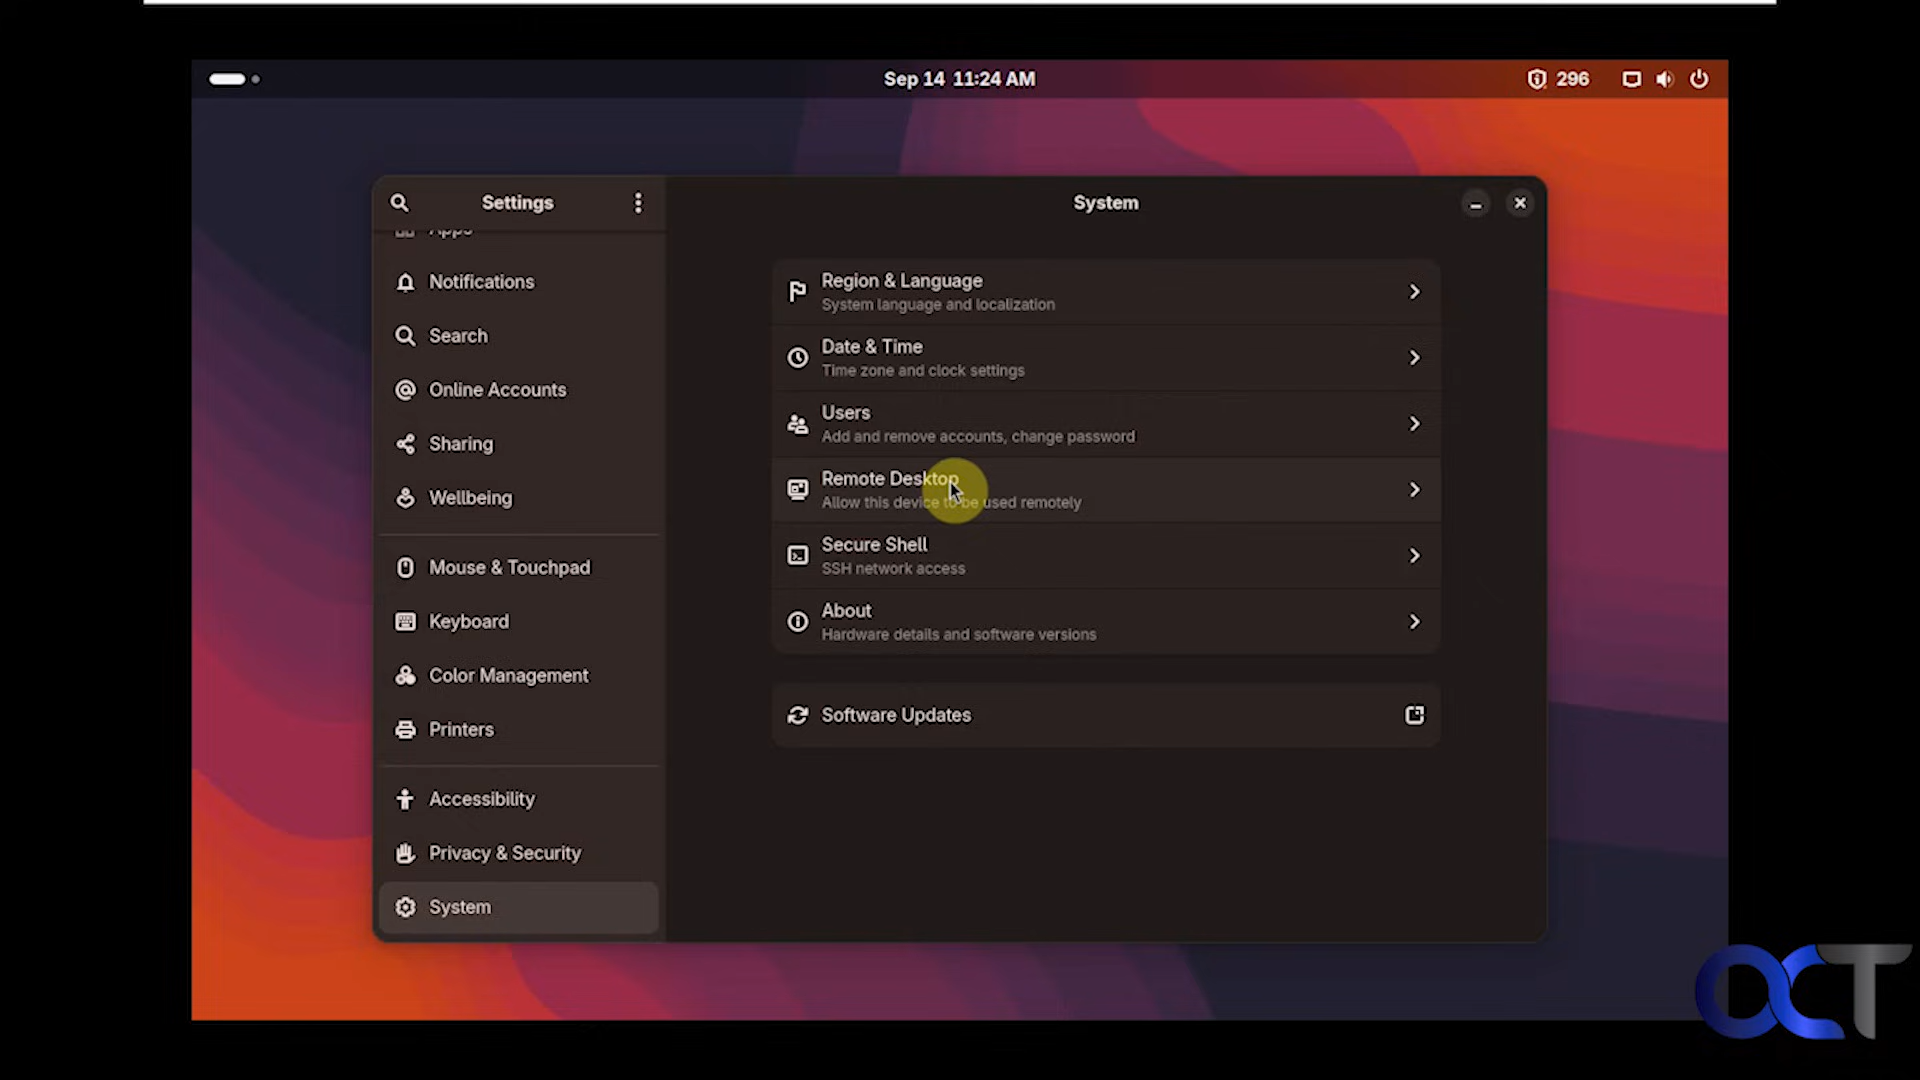 Sep 14 11:24 AM
296
Settings
System
Apps
Notifications
Search
Online Accounts
Sharing
Wellbeing
Mouse & Touchpad
Keyboard
Color Management
Printers
Accessibility
Privacy & Security
System
Region & Language
System language and localization
Date & Time
Time zone and clock settings
Users
Add and remove accounts, change password
Remote Desktop
Allow this device to be used remotely
Secure Shell
SSH network access
About
Hardware details and software versions
Software Updates
OCT